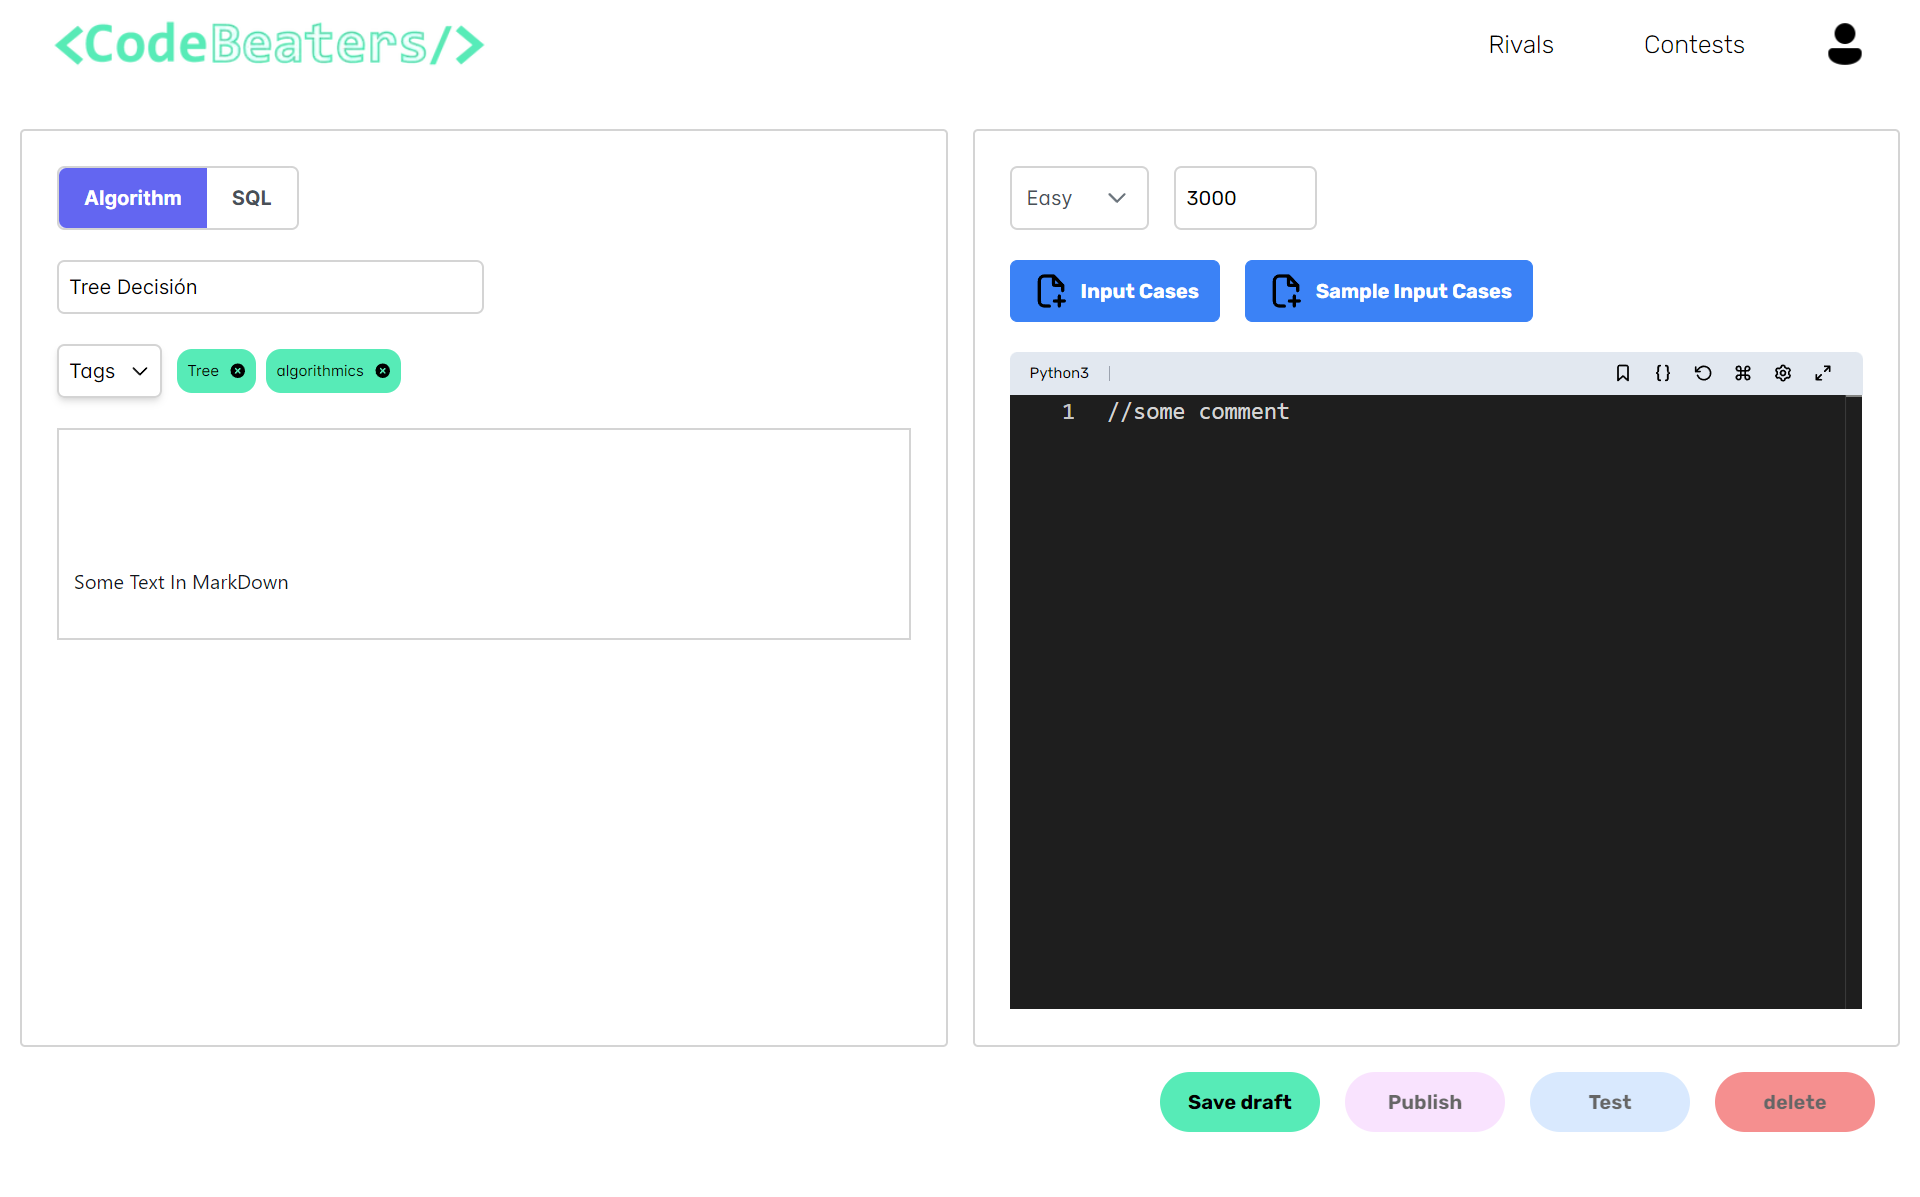 <CodeBeaters/>
Rivals Contests
Algorithm SQL
Tree Decisión
Tags Tree algorithmics
Some Text In MarkDown
Easy 3000
Input Cases Sample Input Cases
Python3 {}
1 //some comment
Save draft Publish Test delete